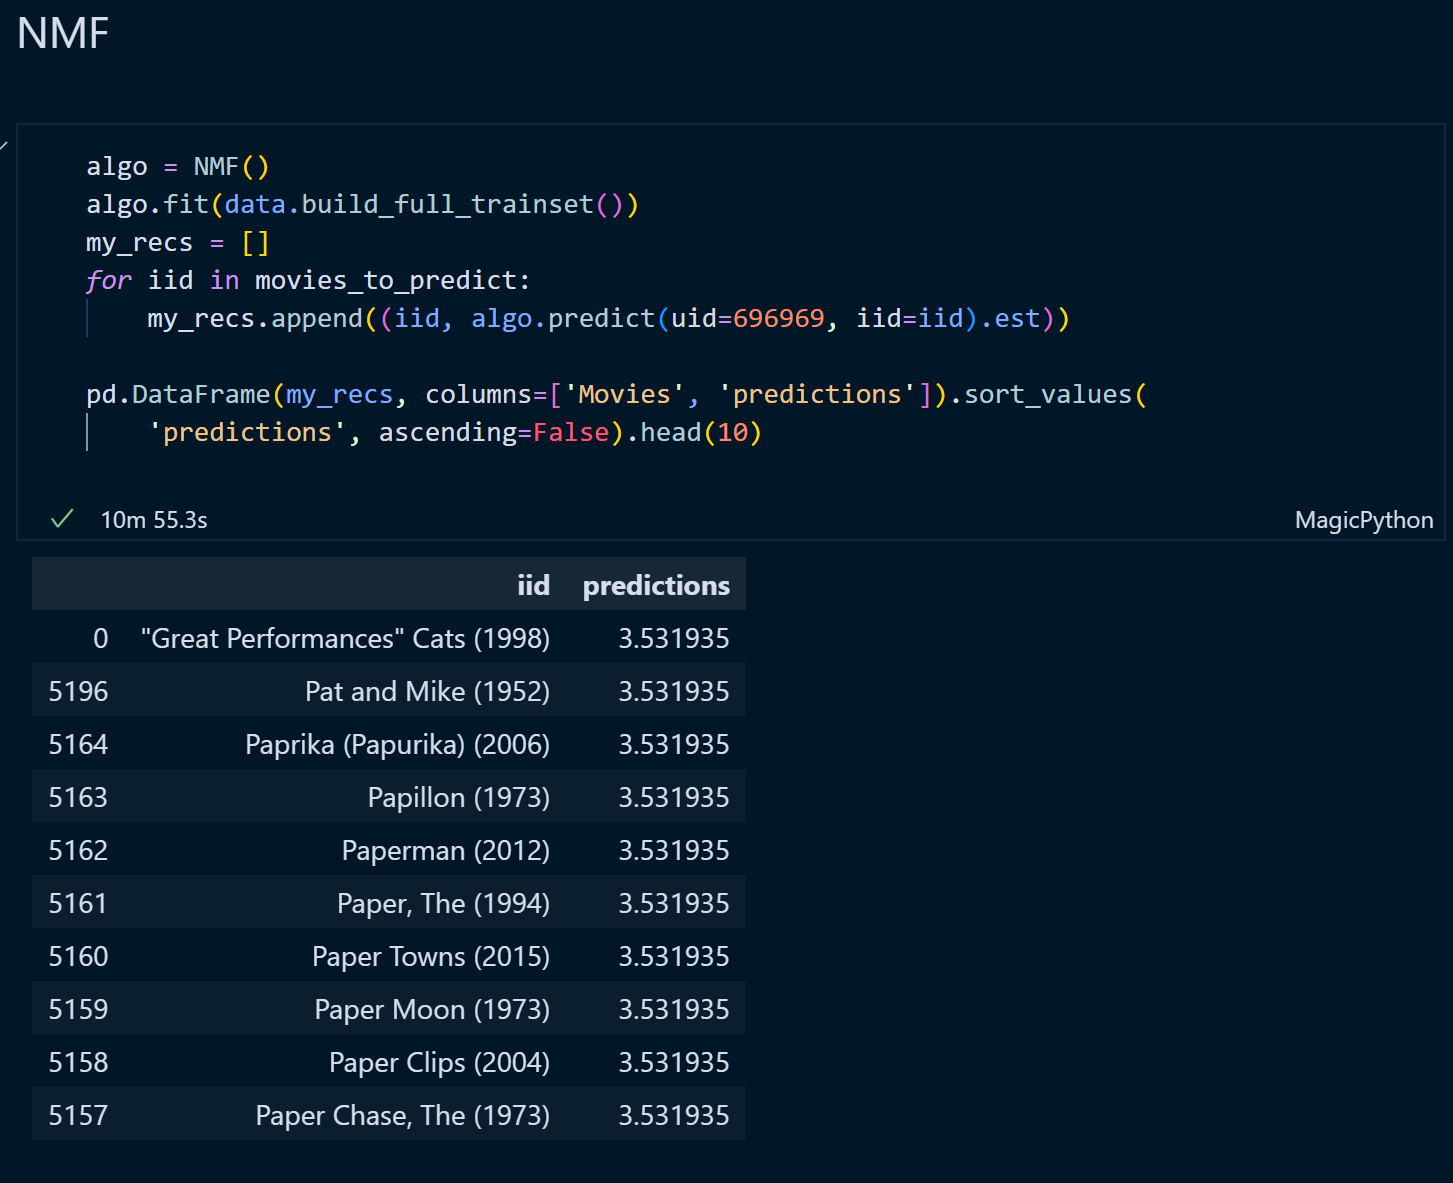 NMF
algo = NMF()
algo.fit(data.build_full_trainset())
my_recs = []
for iid in movies_to_predict:
my_recs.append((iid, algo.predict(uid=696969, iid=iid).est))
pd.DataFrame(my_recs, columns=['Movies', 'predictions']).sort_values(
'predictions', ascending=False).head(10)
10m 55.3s MagicPython
iid predictions
0 "Great Performances" Cats (1998) 3.531935
5196 Pat and Mike (1952) 3.531935
5164 Paprika (Papurika) (2006) 3.531935
5163 Papillon (1973) 3.531935
5162 Paperman (2012) 3.531935
5161 Paper, The (1994) 3.531935
5160 Paper Towns (2015) 3.531935
5159 Paper Moon (1973) 3.531935
5158 Paper Clips (2004) 3.531935
5157 Paper Chase, The (1973) 3.531935